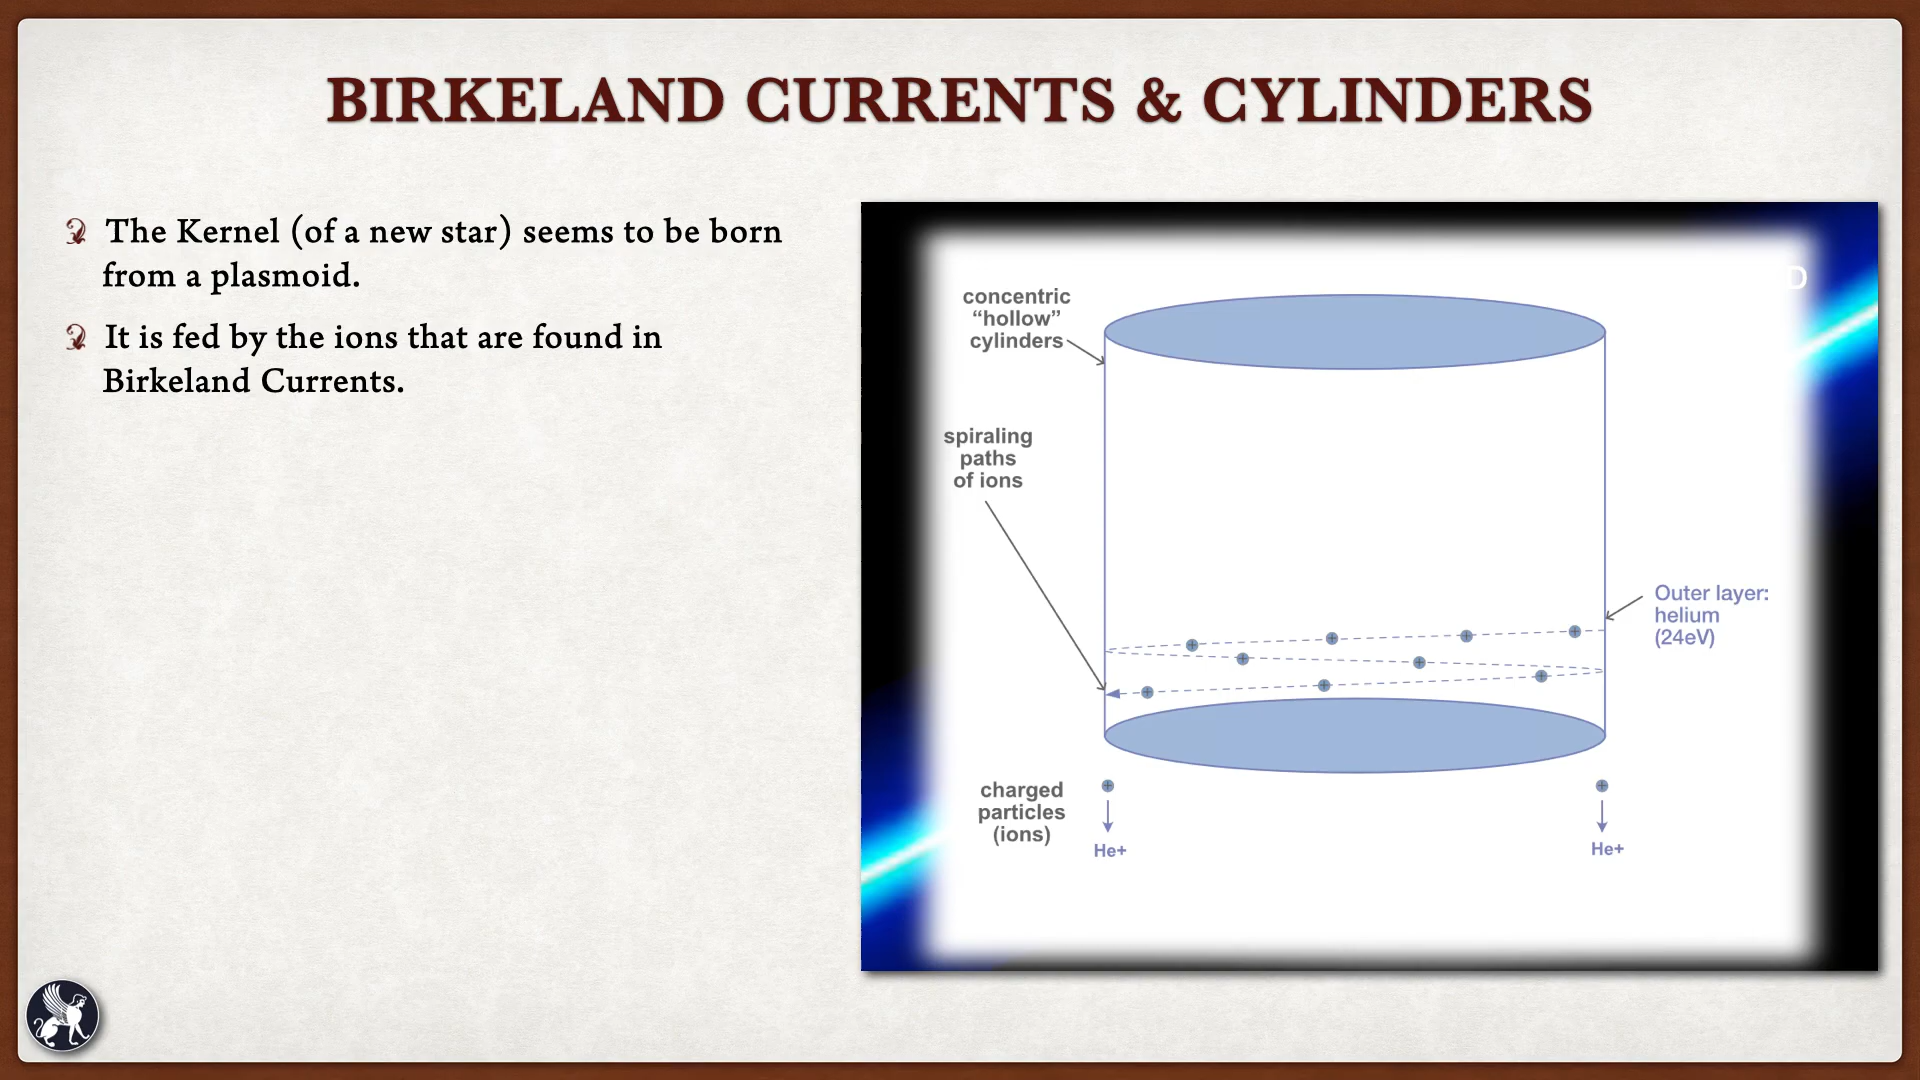 BIRKELAND CURRENTS & CYLINDERS
The Kernel (of a new star) seems to be born
from a plasmoid.
It is fed by the ions that are found in
Birkeland Currents.
D
concentric
“hollow”
cylinders
spiraling
paths
of ions
Outer layer:
helium
(24eV)
charged
particles
(ions)
He+
He+